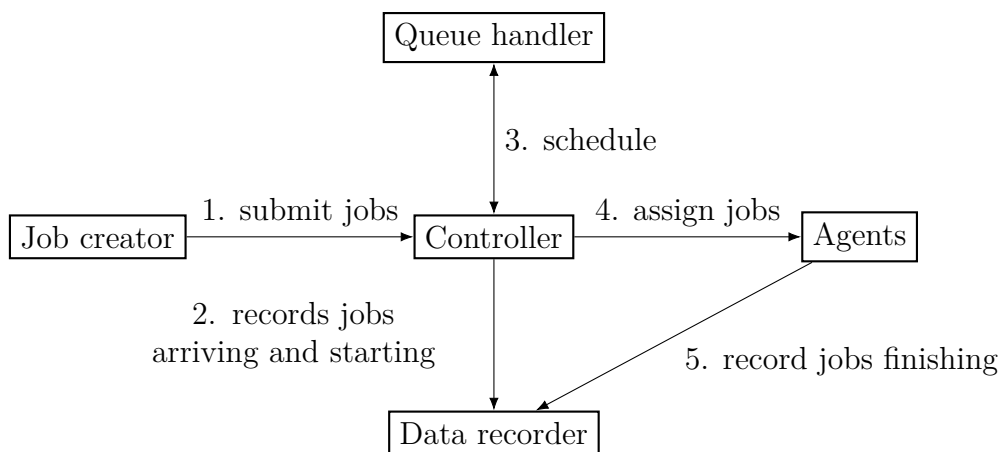 Queue handler
3. schedule
1. submit jobs
4. assign jobs
Job creator
Controller
Agents
2. records jobs
arriving and starting
5. record jobs finishing
Data recorder